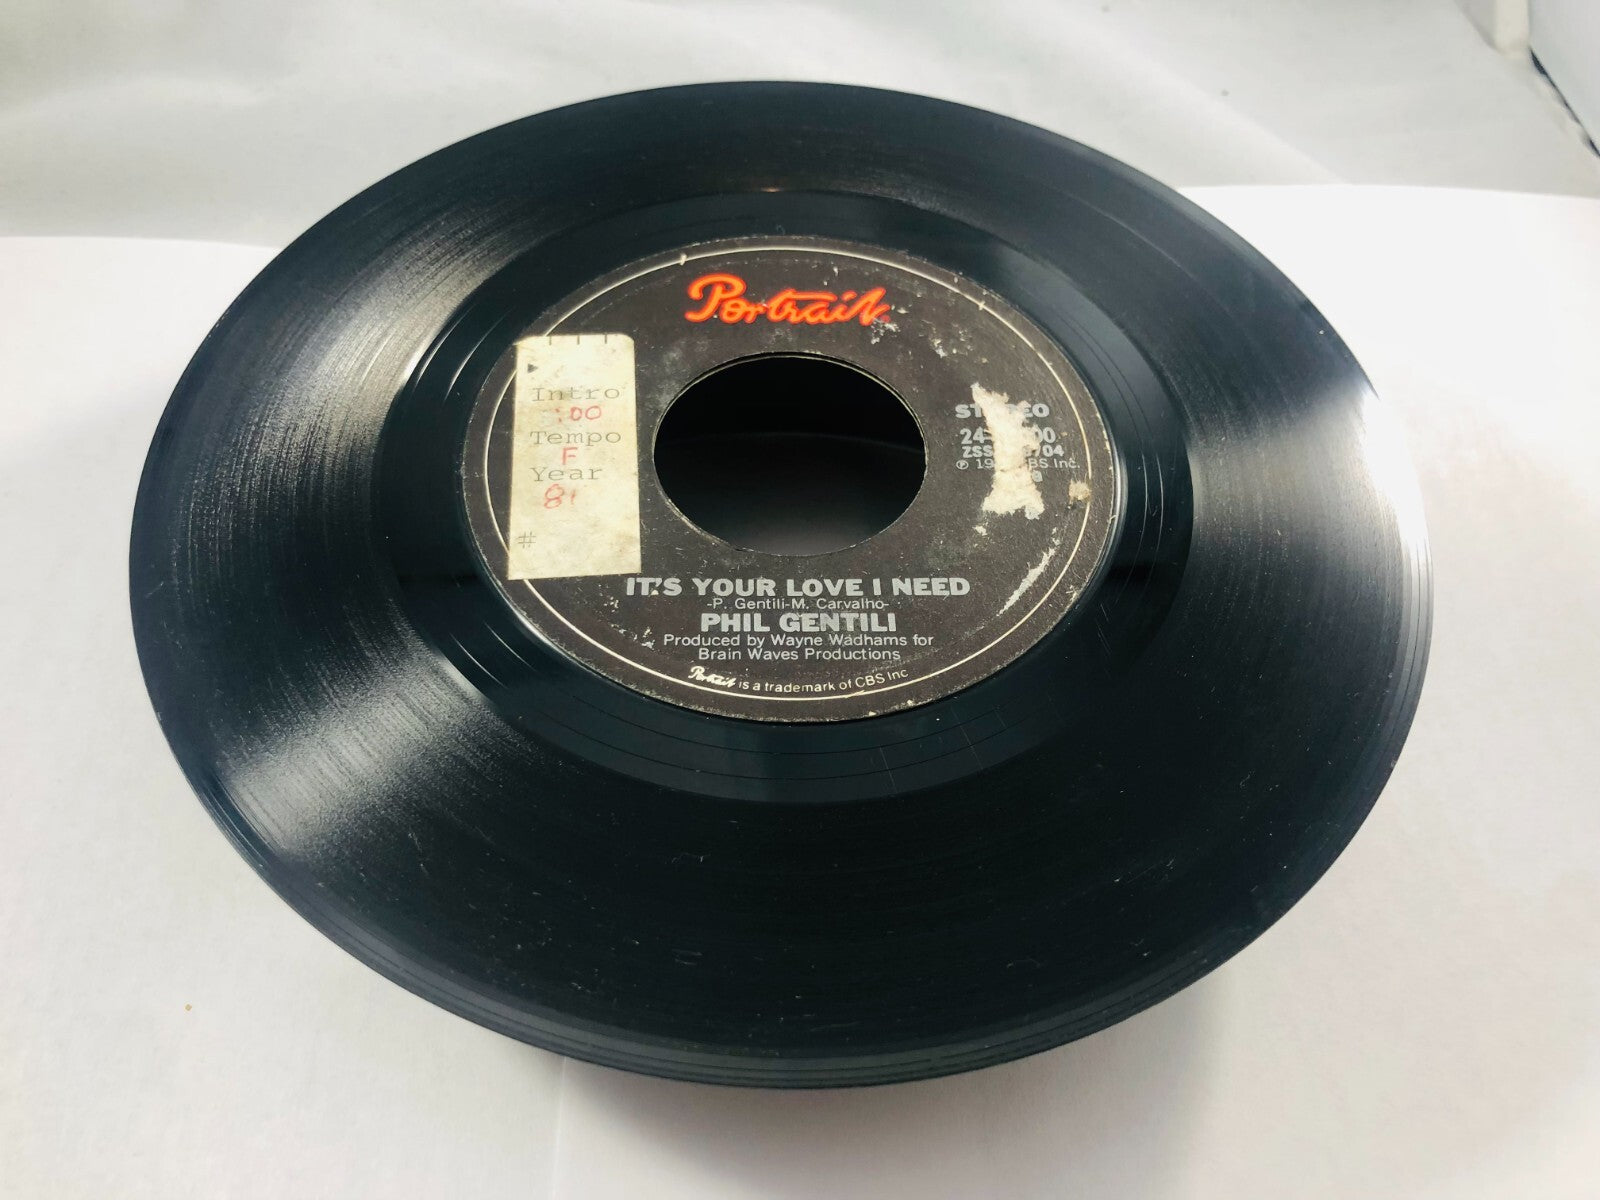 Portrait
Intro
:00
Tempo
F
Year
81
#
IT'S YOUR LOVE I NEED
-P. Gentili-M. Carvalho-
PHIL GENTILI
Produced by Wayne Wadhams for
Brain Waves Productions
Portrait is a trademark of CBS Inc